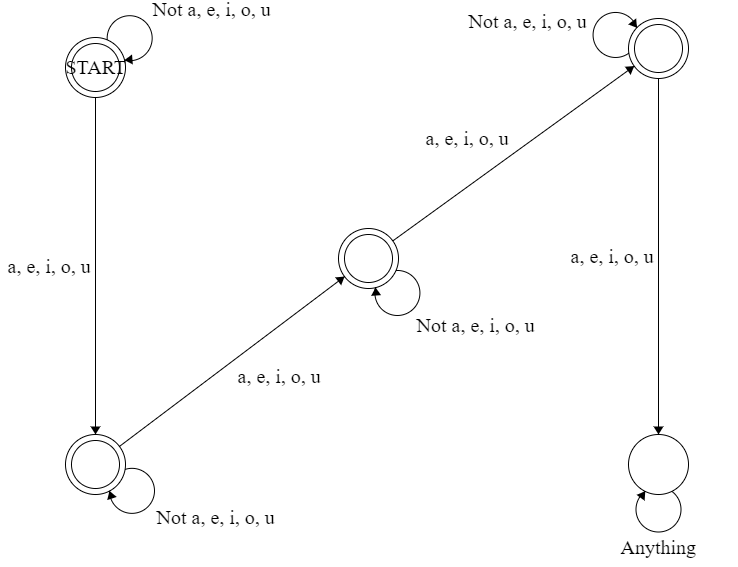 Not a, e, i, o, u
Not a, e, i, o, u
START
a, e, i, o, u
a, e, i, o, u
a, e, i, o, u
Not a, e, i, o, u
a, e, i, o, u
Not a, e, i, o, u
Anything